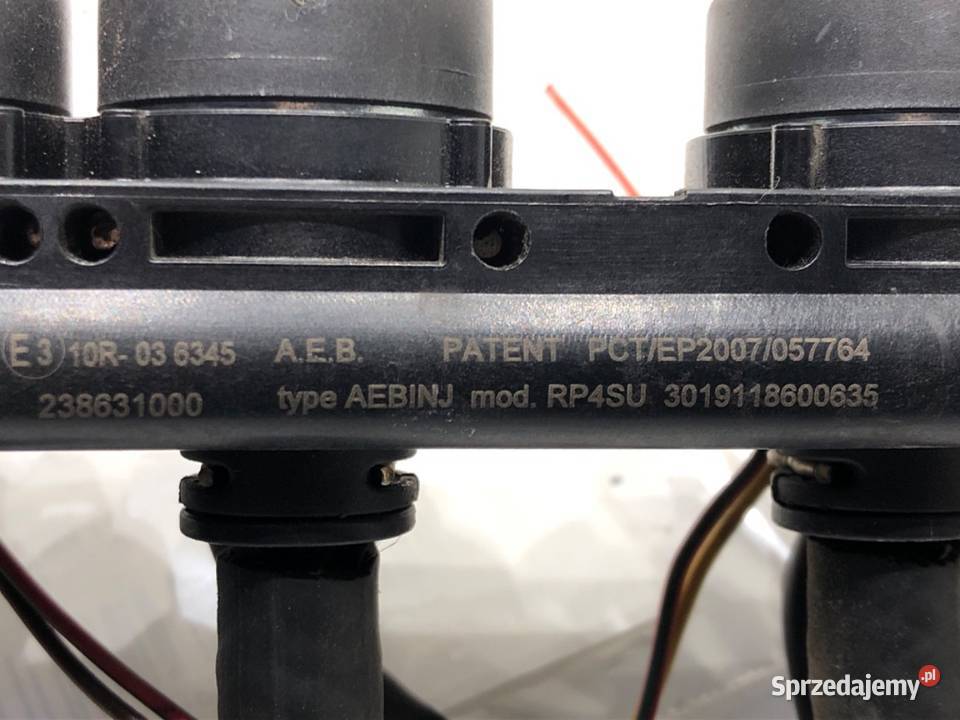 E3 10R- 03 6345 A.E.B. PATENT PCT/EP2007/057764
238631000 type AEBINJ mod. RP4SU 3019118600635
Sprzedajemy.pl